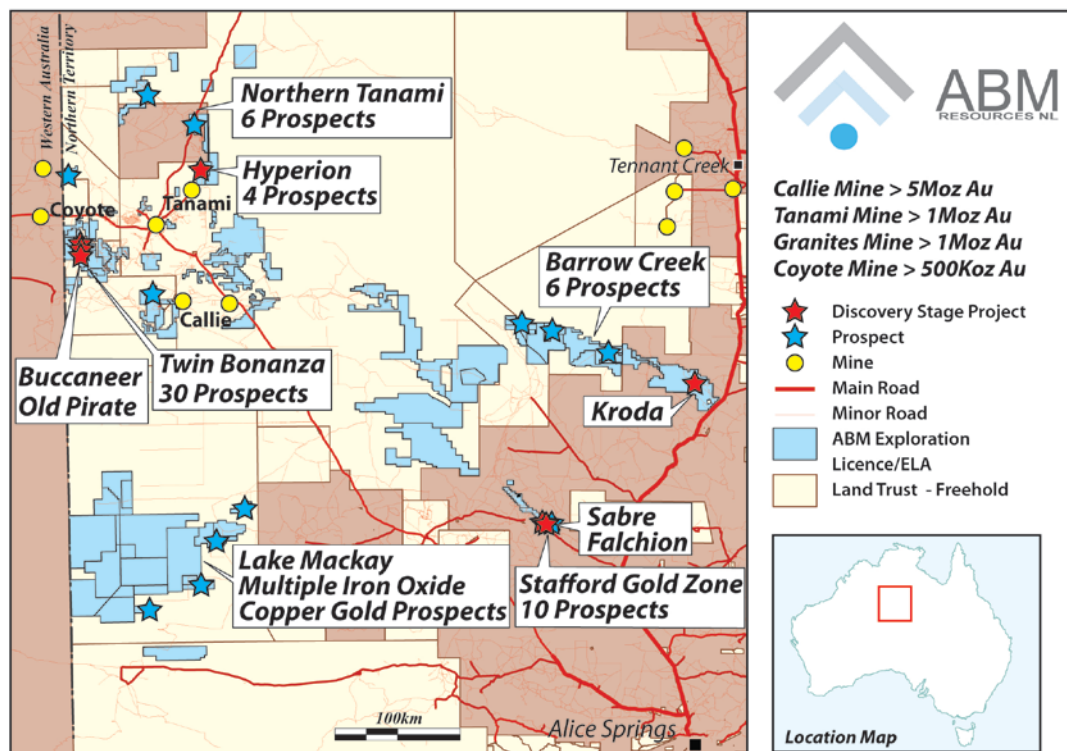 Western Australia
Northern Territory
Northern Tanami
6 Prospects
Hyperion
4 Prospects
Tanami
Coyote
Callie
Buccaneer
Old Pirate
Twin Bonanza
30 Prospects
Tennant Creek
Barrow Creek
6 Prospects
Kroda
Sabre
Falchion
Stafford Gold Zone
10 Prospects
Lake Mackay
Multiple Iron Oxide
Copper Gold Prospects
100km
Alice Springs
ABM
RESOURCES NL
Callie Mine > 5Moz Au
Tanami Mine > 1Moz Au
Granites Mine > 1Moz Au
Coyote Mine > 500Koz Au
Discovery Stage Project
Prospect
Mine
Main Road
Minor Road
ABM Exploration
Licence/ELA
Land Trust - Freehold
Location Map